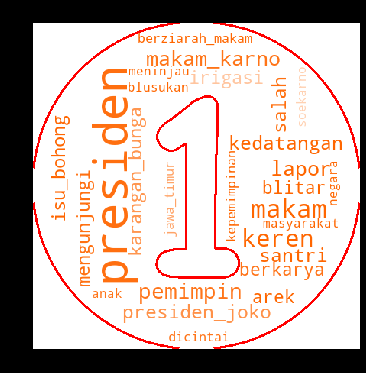 berziarah_makam
makam_karno
meninjau
irigasi
blusukan
soekarno
salah
presiden
karangan_bunga
isu_bohong
mengunjungi
jawa_timur
1
kepemimpinan
kedatangan
lapor
blitar
negara
makam
masyarakat
keren
santri
berkarya
anak
pemimpin
arek
presiden_joko
dicintai